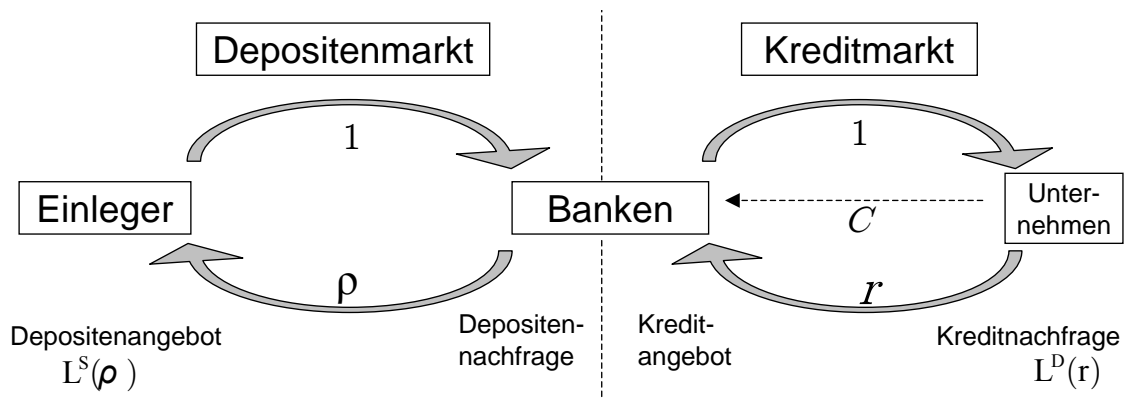 Depositenmarkt
Kreditmarkt
1
1
Einleger
Banken
Unter-
nehmen
C
ρ
r
Depositenangebot
L^S(ρ )
Depositen-
nachfrage
Kredit-
angebot
Kreditnachfrage
L^D(r)